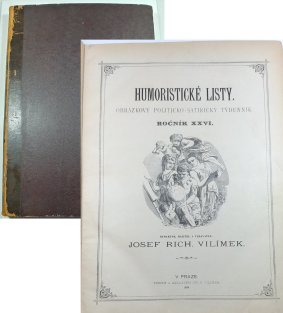 HUMORISTICKÉ LISTY.
OBRÁZKOVÝ POLITICKO-SATIRICKÝ TÝDENNÍK.
ROČNÍK XXVI.
JOSEF RICH. VILÍMEK.
V PRAZE.